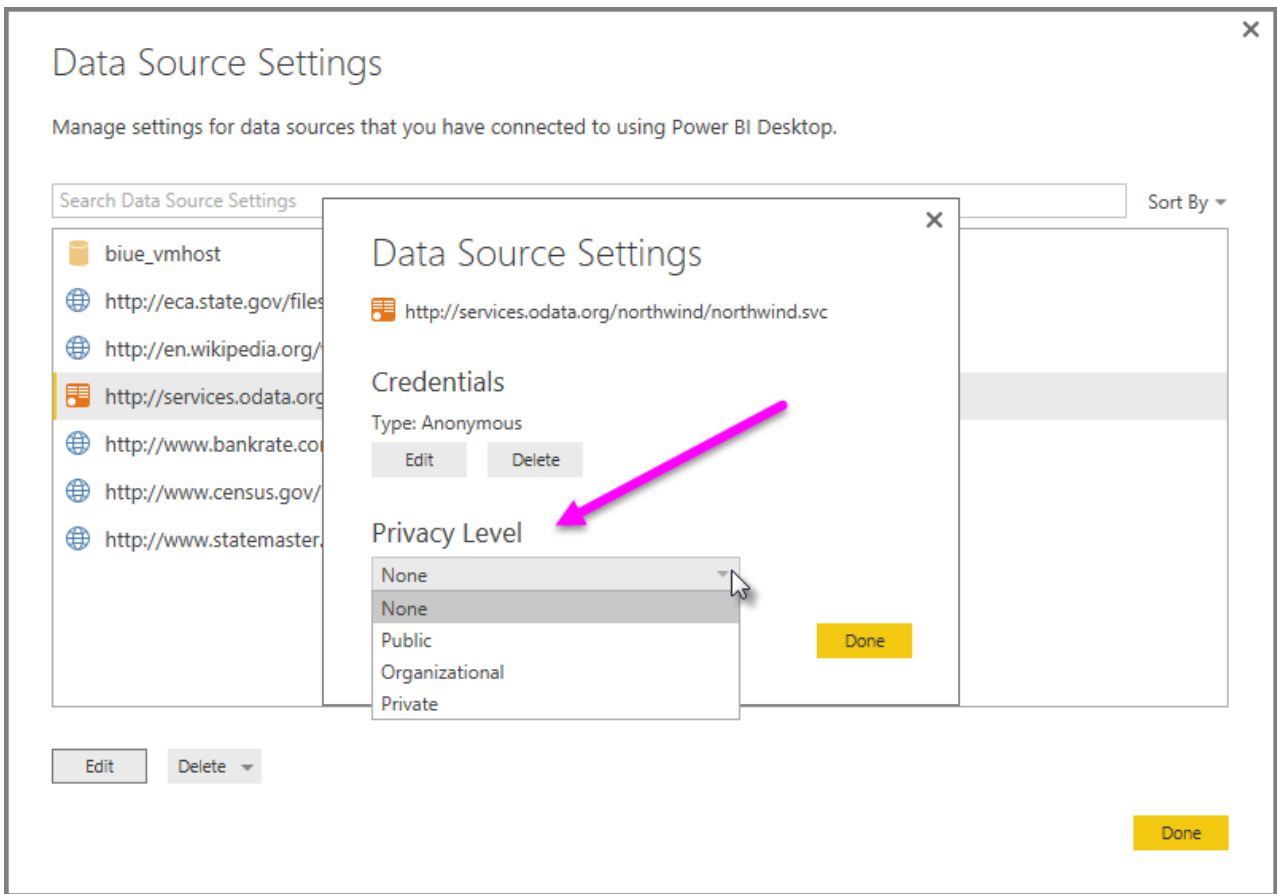 Data Source Settings
Manage settings for data sources that you have connected to using Power BI Desktop.
Search Data Source Settings
Sort By
biue_vmhost
http://eca.state.gov/files
http://en.wikipedia.org/
http://services.odata.org
http://www.bankrate.co
http://www.census.gov/
http://www.statemaster.
Data Source Settings
http://services.odata.org/northwind/northwind.svc
Credentials
Type: Anonymous
Edit Delete
Privacy Level
None
None
Public
Organizational
Private
Done
Edit Delete
Done